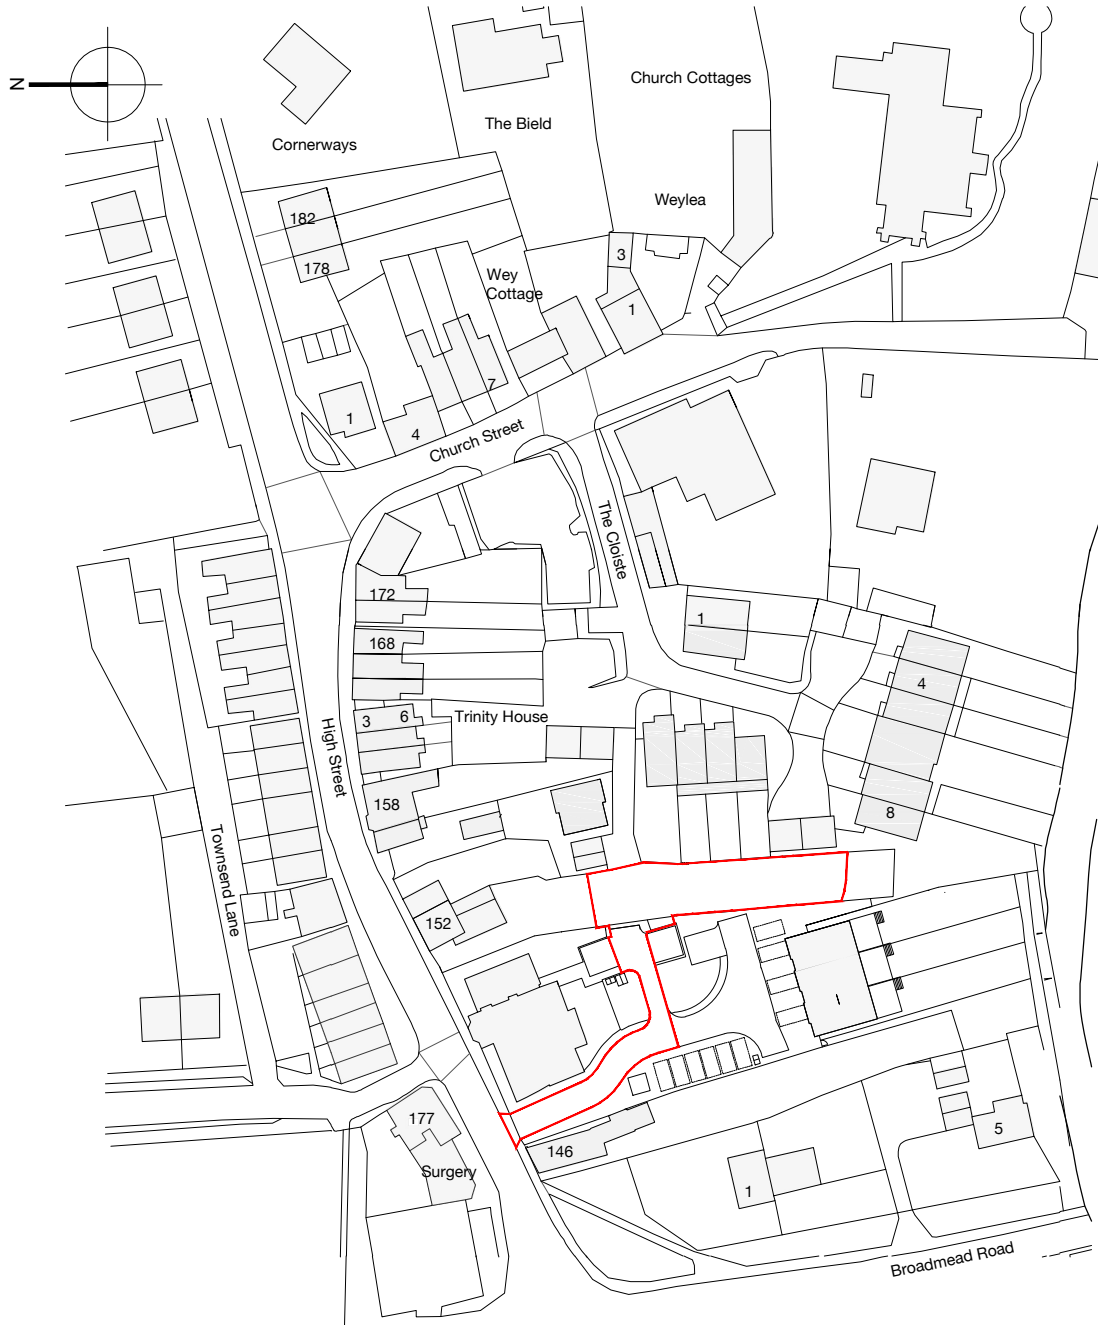 N
Church Cottages
The Bield
Cornerways
Weylea
182
178
3
Wey
Cottage
1
7
1
4
Church Street
The Cloiste
172
1
168
4
3
6
Trinity House
High Street
158
8
Townsend Lane
152
177
5
146
Surgery
1
Broadmead Road